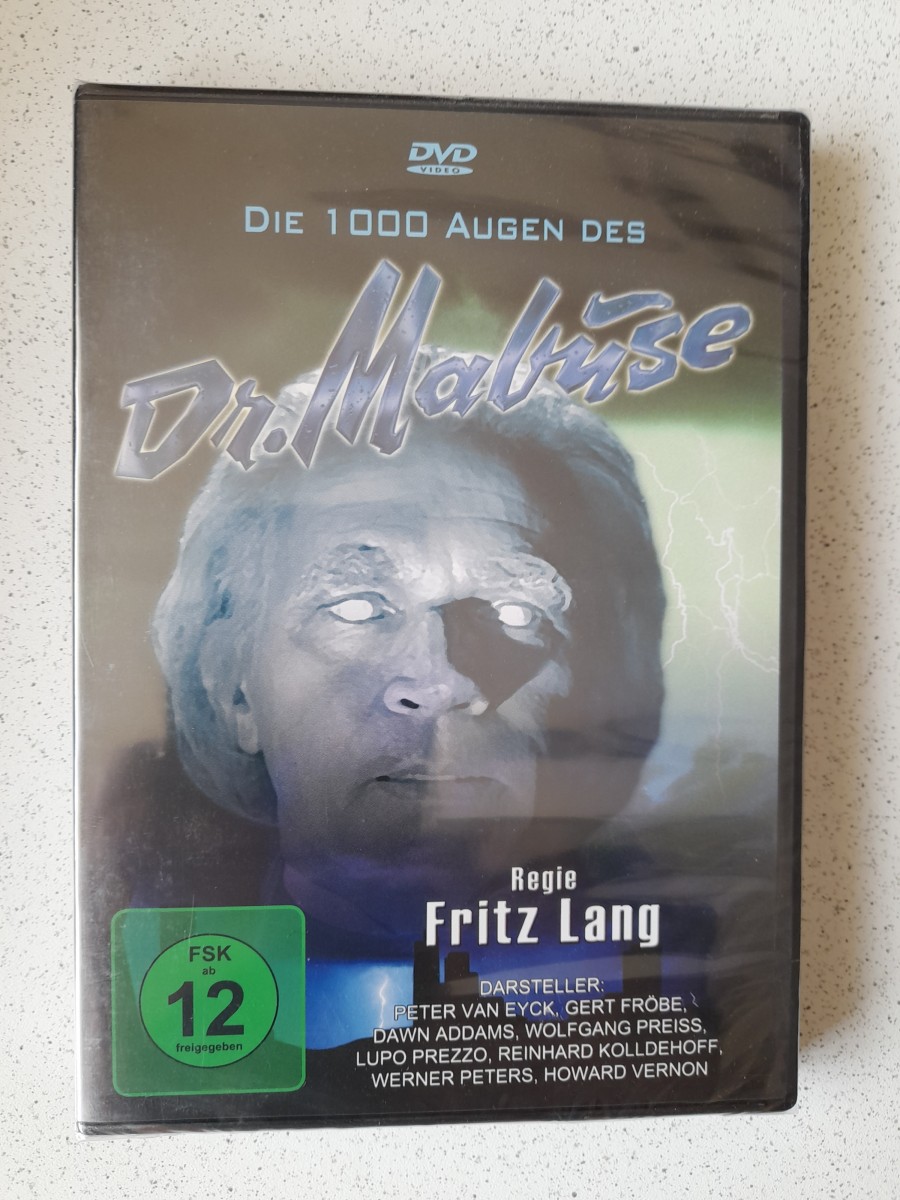 DVD
VIDEO
DIE 1000 AUGEN DES
Dr. Mabuse
Regie
Fritz Lang
FSK
ab
12
freigegeben
DARSTELLER:
PETER VAN EYCK, GERT FRÖBE,
DAWN ADDAMS, WOLFGANG PREISS,
LUPO PREZZO, REINHARD KOLLDEHOFF,
WERNER PETERS, HOWARD VERNON